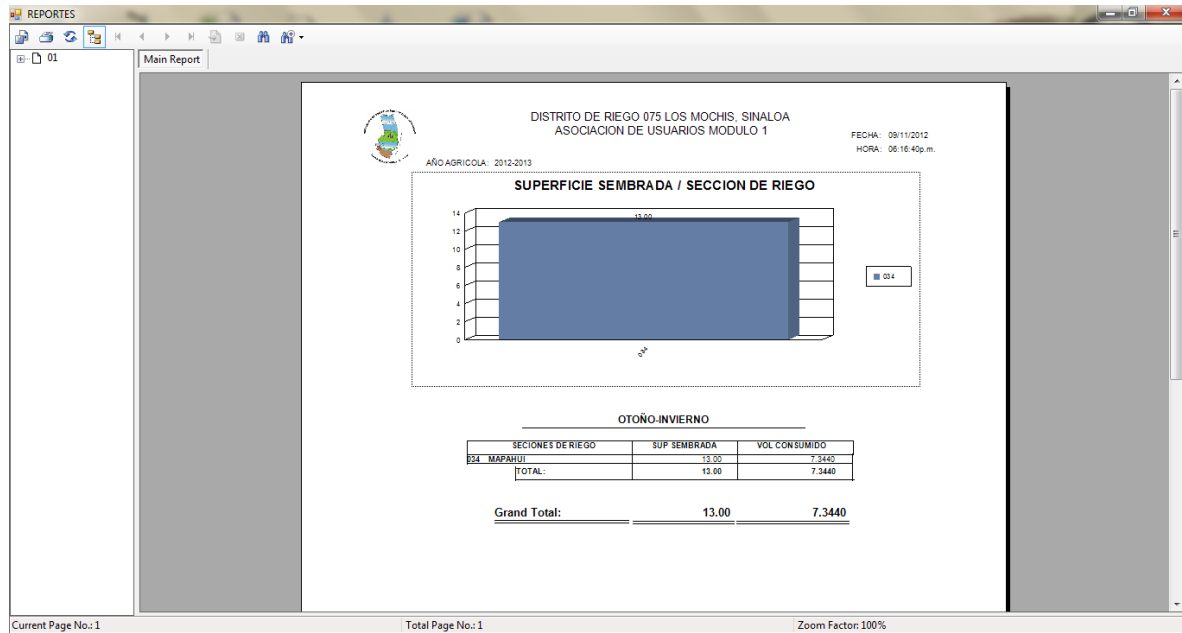 REPORTES
01
Main Report
DISTRITO DE RIEGO 075 LOS MOCHIS, SINALOA
ASOCIACION DE USUARIOS MODULO 1
FECHA: 09/11/2012
HORA: 06:16:40p.m.
AÑO AGRICOLA: 2012-2013
SUPERFICIE SEMBRADA / SECCION DE RIEGO
13.00
14
12
10
8
6
4
2
0
034
034
OTOÑO-INVIERNO
SECIONES DE RIEGO SUP SEMBRADA VOL CONSUMIDO
034 MAPAHUI 13.00 7.3440
TOTAL: 13.00 7.3440
Grand Total: 13.00 7.3440
Current Page No.: 1 Total Page No.: 1 Zoom Factor: 100%